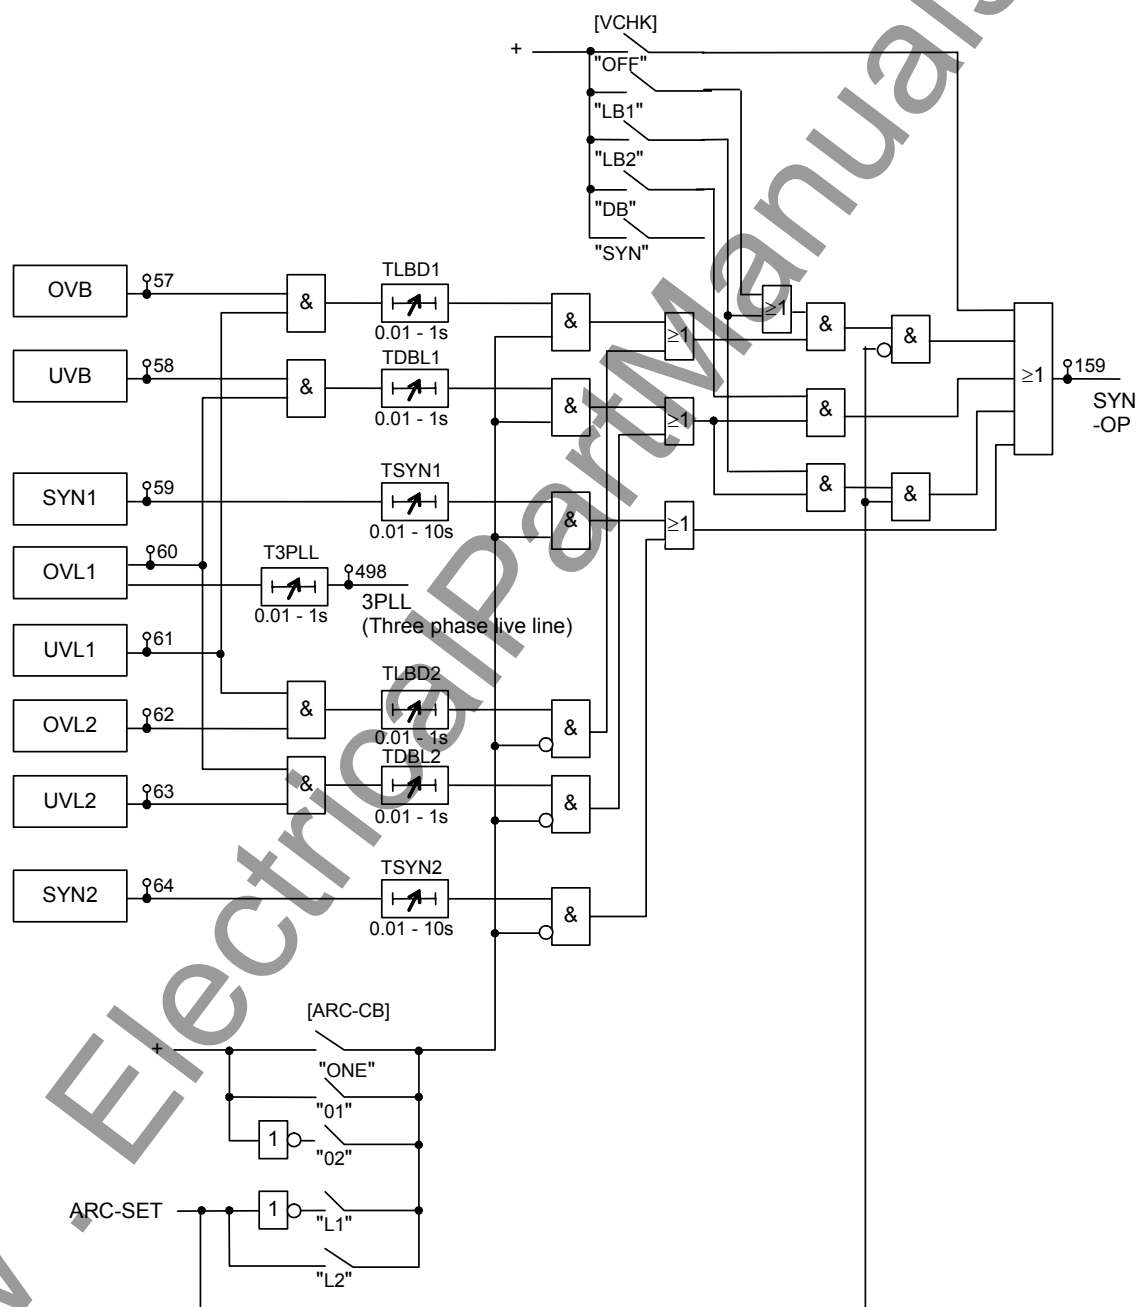 [VCHK]
+
"OFF"
"LB1"
"LB2"
"DB"
"SYN"
OVB
57
&
TLBD1
0.01 - 1s
&
≥1
≥1
&
&
≥1
159
SYN
-OP
UVB
58
&
TDBL1
0.01 - 1s
&
≥1
&
SYN1
59
TSYN1
0.01 - 10s
&
≥1
&
&
OVL1
60
T3PLL
0.01 - 1s
498
3PLL
(Three phase live line)
UVL1
61
OVL2
62
&
TLBD2
0.01 - 1s
&
UVL2
63
&
TDBL2
0.01 - 1s
&
SYN2
64
TSYN2
0.01 - 10s
&
[ARC-CB]
+
"ONE"
"01"
1
"02"
ARC-SET
1
"L1"
"L2"
ElectricalPartManuals